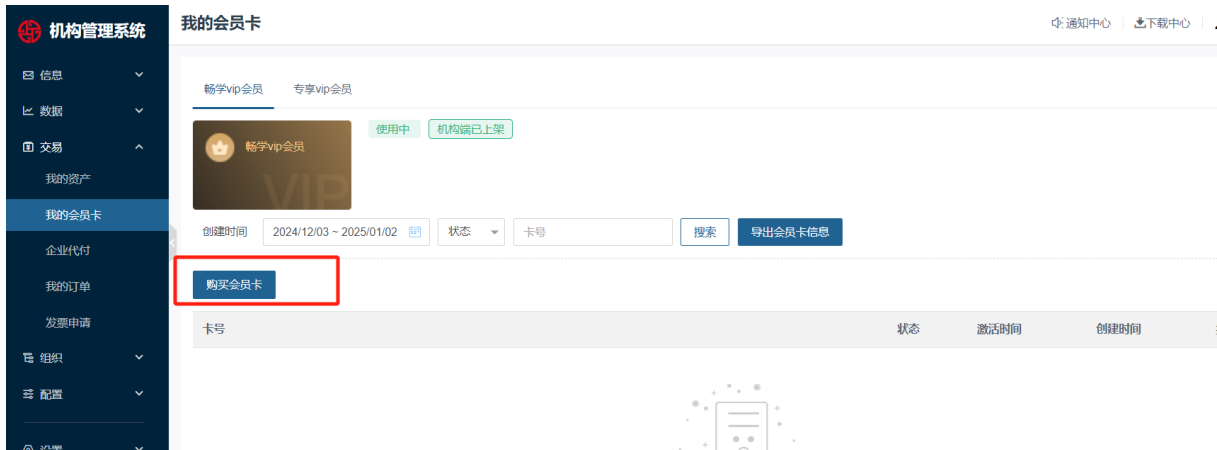 机构管理系统
我的会员卡
通知中心
下载中心
信息
数据
交易
我的资产
我的会员卡
企业代付
我的订单
发票申请
组织
配置
设置
畅学vip会员 专享vip会员
畅学vip会员
VIP
使用中 机构端已上架
创建时间 2024/12/03 ~ 2025/01/02 状态 卡号 搜索 导出会员卡信息
购买会员卡
卡号 状态 激活时间 创建时间